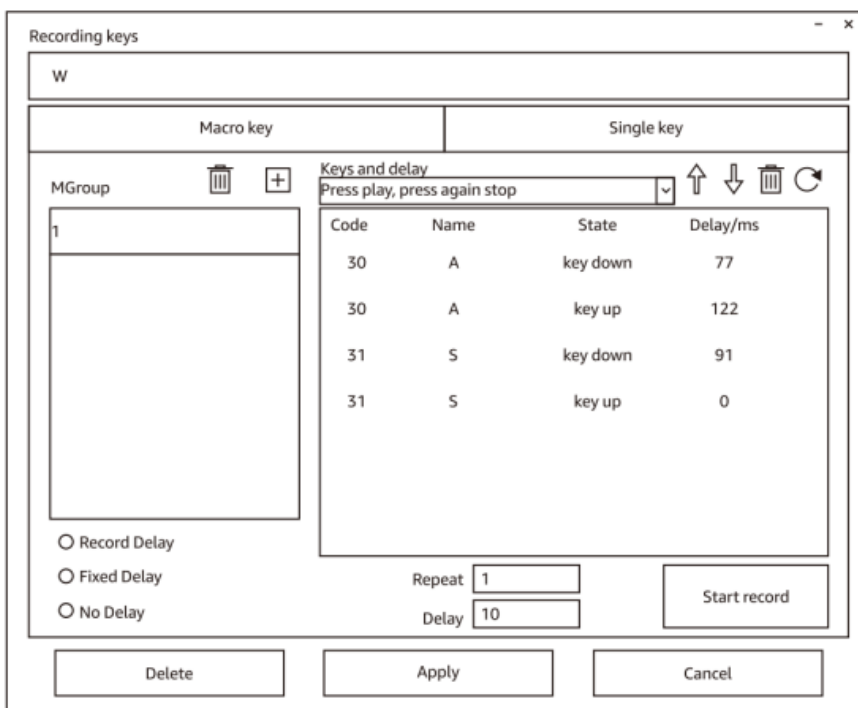 Recording keys
W
Macro key Single key
MGroup
Keys and delay
Press play, press again stop
1
Code Name State Delay/ms
30 A key down 77
30 A key up 122
31 S key down 91
31 S key up 0
Record Delay
Fixed Delay
No Delay
Repeat 1
Delay 10
Start record
Delete Apply Cancel